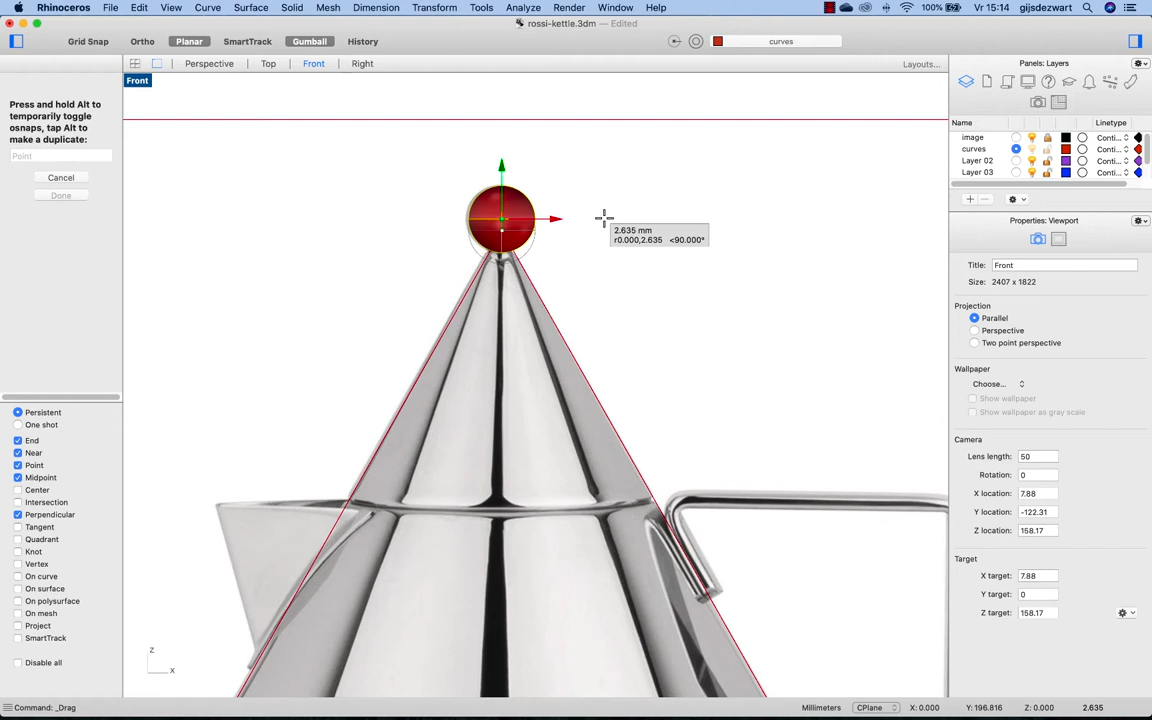 Rhinoceros File Edit View Curve Surface Solid Mesh Dimension Transform Tools Analyze Render Window Help 100% Vr 15:14 gijsdezwart
rossi-kettle.3dm — Edited
Grid Snap Ortho Planar SmartTrack Gumball History curves
Perspective Top Front Right Layouts...
Panels: Layers
Front
Press and hold Alt to
temporarily toggle
osnaps, tap Alt to
make a duplicate:
Point
Cancel
Done
Name Linetype
image Conti...
curves Conti...
Layer 02 Conti...
Layer 03 Conti...
Properties: Viewport
2.635 mm
r0.000,2.635 <90.000°
Title: Front
Size: 2407 x 1822
Projection
Parallel
Perspective
Two point perspective
Wallpaper
Choose...
Show wallpaper
Show wallpaper as gray scale
Camera
Lens length: 50
Rotation: 0
X location: 7.88
Y location: -122.31
Z location: 158.17
Target
X target: 7.88
Y target: 0
Z target: 158.17
Persistent
One shot
End
Near
Point
Midpoint
Center
Intersection
Perpendicular
Tangent
Quadrant
Knot
Vertex
On curve
On surface
On polysurface
On mesh
Project
SmartTrack
Disable all
z
x
Command: _Drag Millimeters CPlane X: 0.000 Y: 196.816 Z: 0.000 2.635